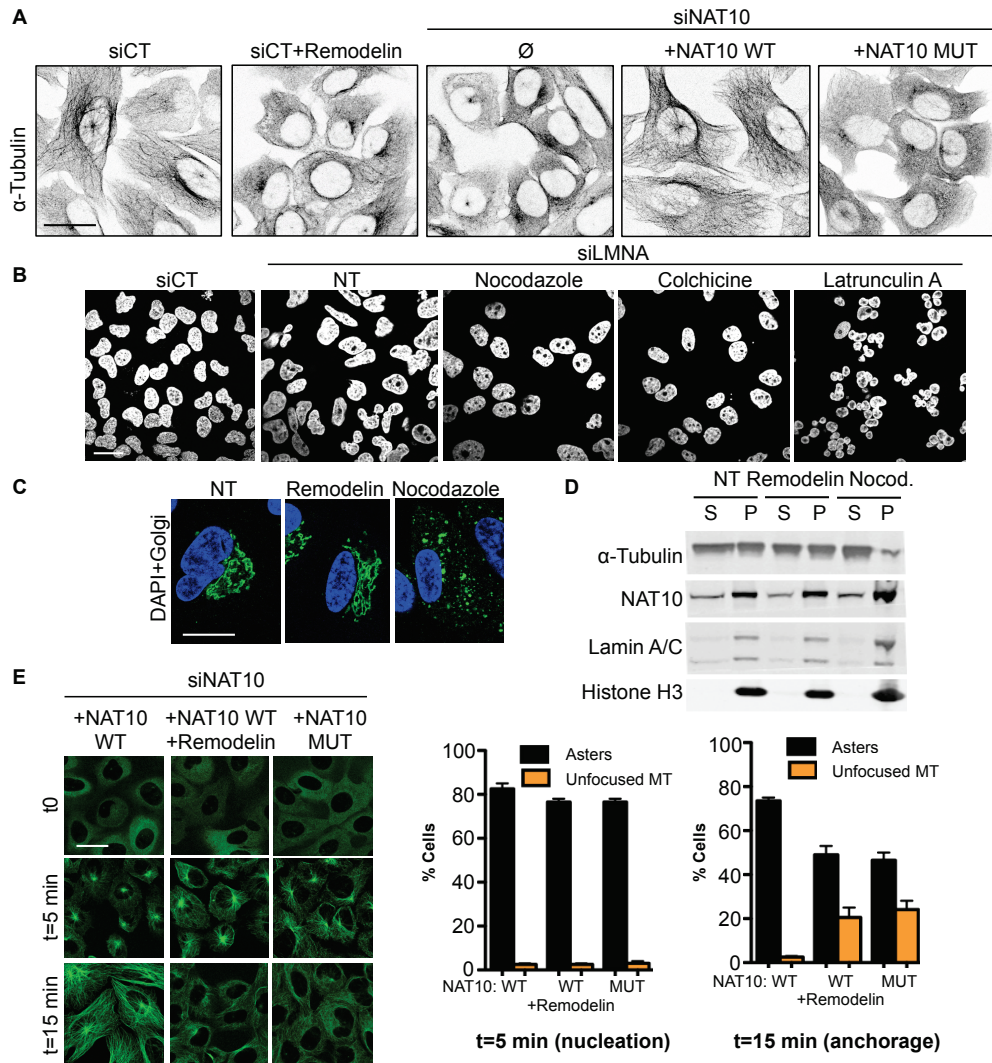 A
siNAT10
siCT
siCT+Remodelin
Ø
+NAT10 WT
+NAT10 MUT
α-Tubulin
siLMNA
B
siCT
NT
Nocodazole
Colchicine
Latrunculin A
C
NT
Remodelin
Nocodazole
DAPI+Golgi
D
NT Remodelin Nocod.
S P S P S P
α-Tubulin
NAT10
Lamin A/C
Histone H3
E
siNAT10
+NAT10 WT
+NAT10 WT +Remodelin
+NAT10 MUT
t0
t=5 min
t=15 min
100
80
60
40
20
0
% Cells
Asters
Unfocused MT
NAT10: WT WT MUT
+Remodelin
t=5 min (nucleation)
100
80
60
40
20
0
% Cells
Asters
Unfocused MT
NAT10: WT WT MUT
+Remodelin
t=15 min (anchorage)